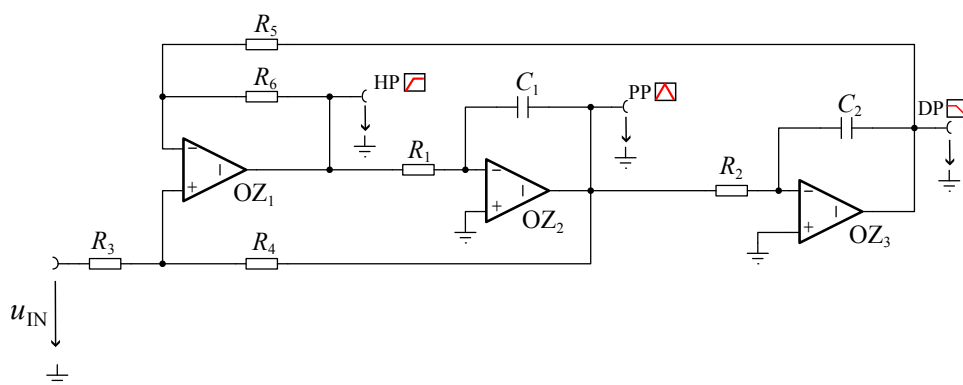 R5
R6
HP
C1
PP
C2
DP
R1
R2
− + OZ1
− + OZ2
− + OZ3
R3
R4
uIN